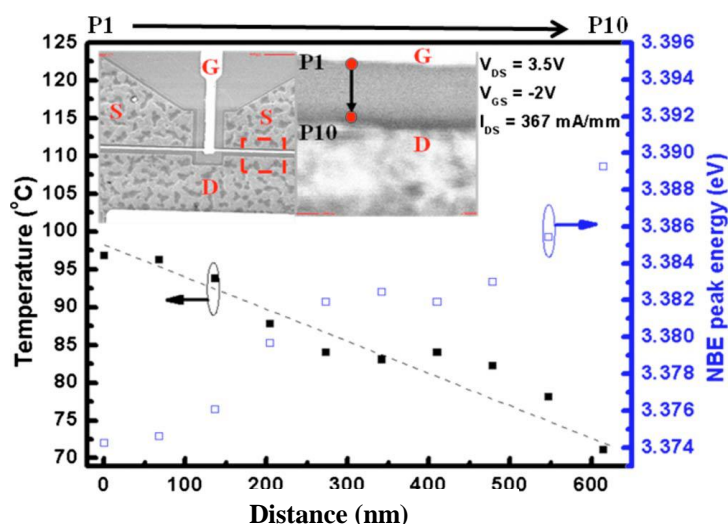 P1 P10
125
120
115
110
105
100
95
90
85
80
75
70
Temperature (°C)
G
S
S
D
P1
P10
G
D
V_DS = 3.5V
V_GS = -2V
I_DS = 367 mA/mm
3.396
3.394
3.392
3.390
3.388
3.386
3.384
3.382
3.380
3.378
3.376
3.374
NBE peak energy (eV)
0 100 200 300 400 500 600
Distance (nm)